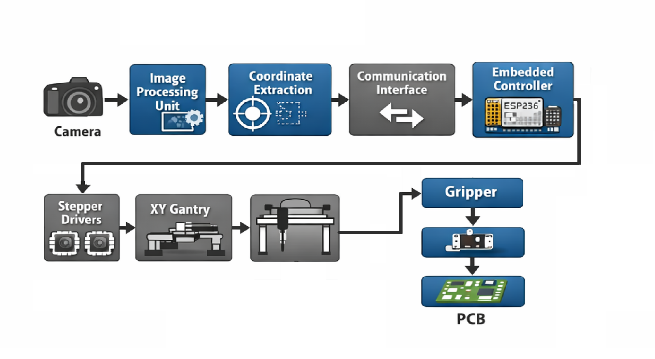 Camera
Image
Processing
Unit
Coordinate
Extraction
Communication
Interface
Embedded
Controller
ESP236
Stepper
Drivers
XY Gantry
Gripper
PCB